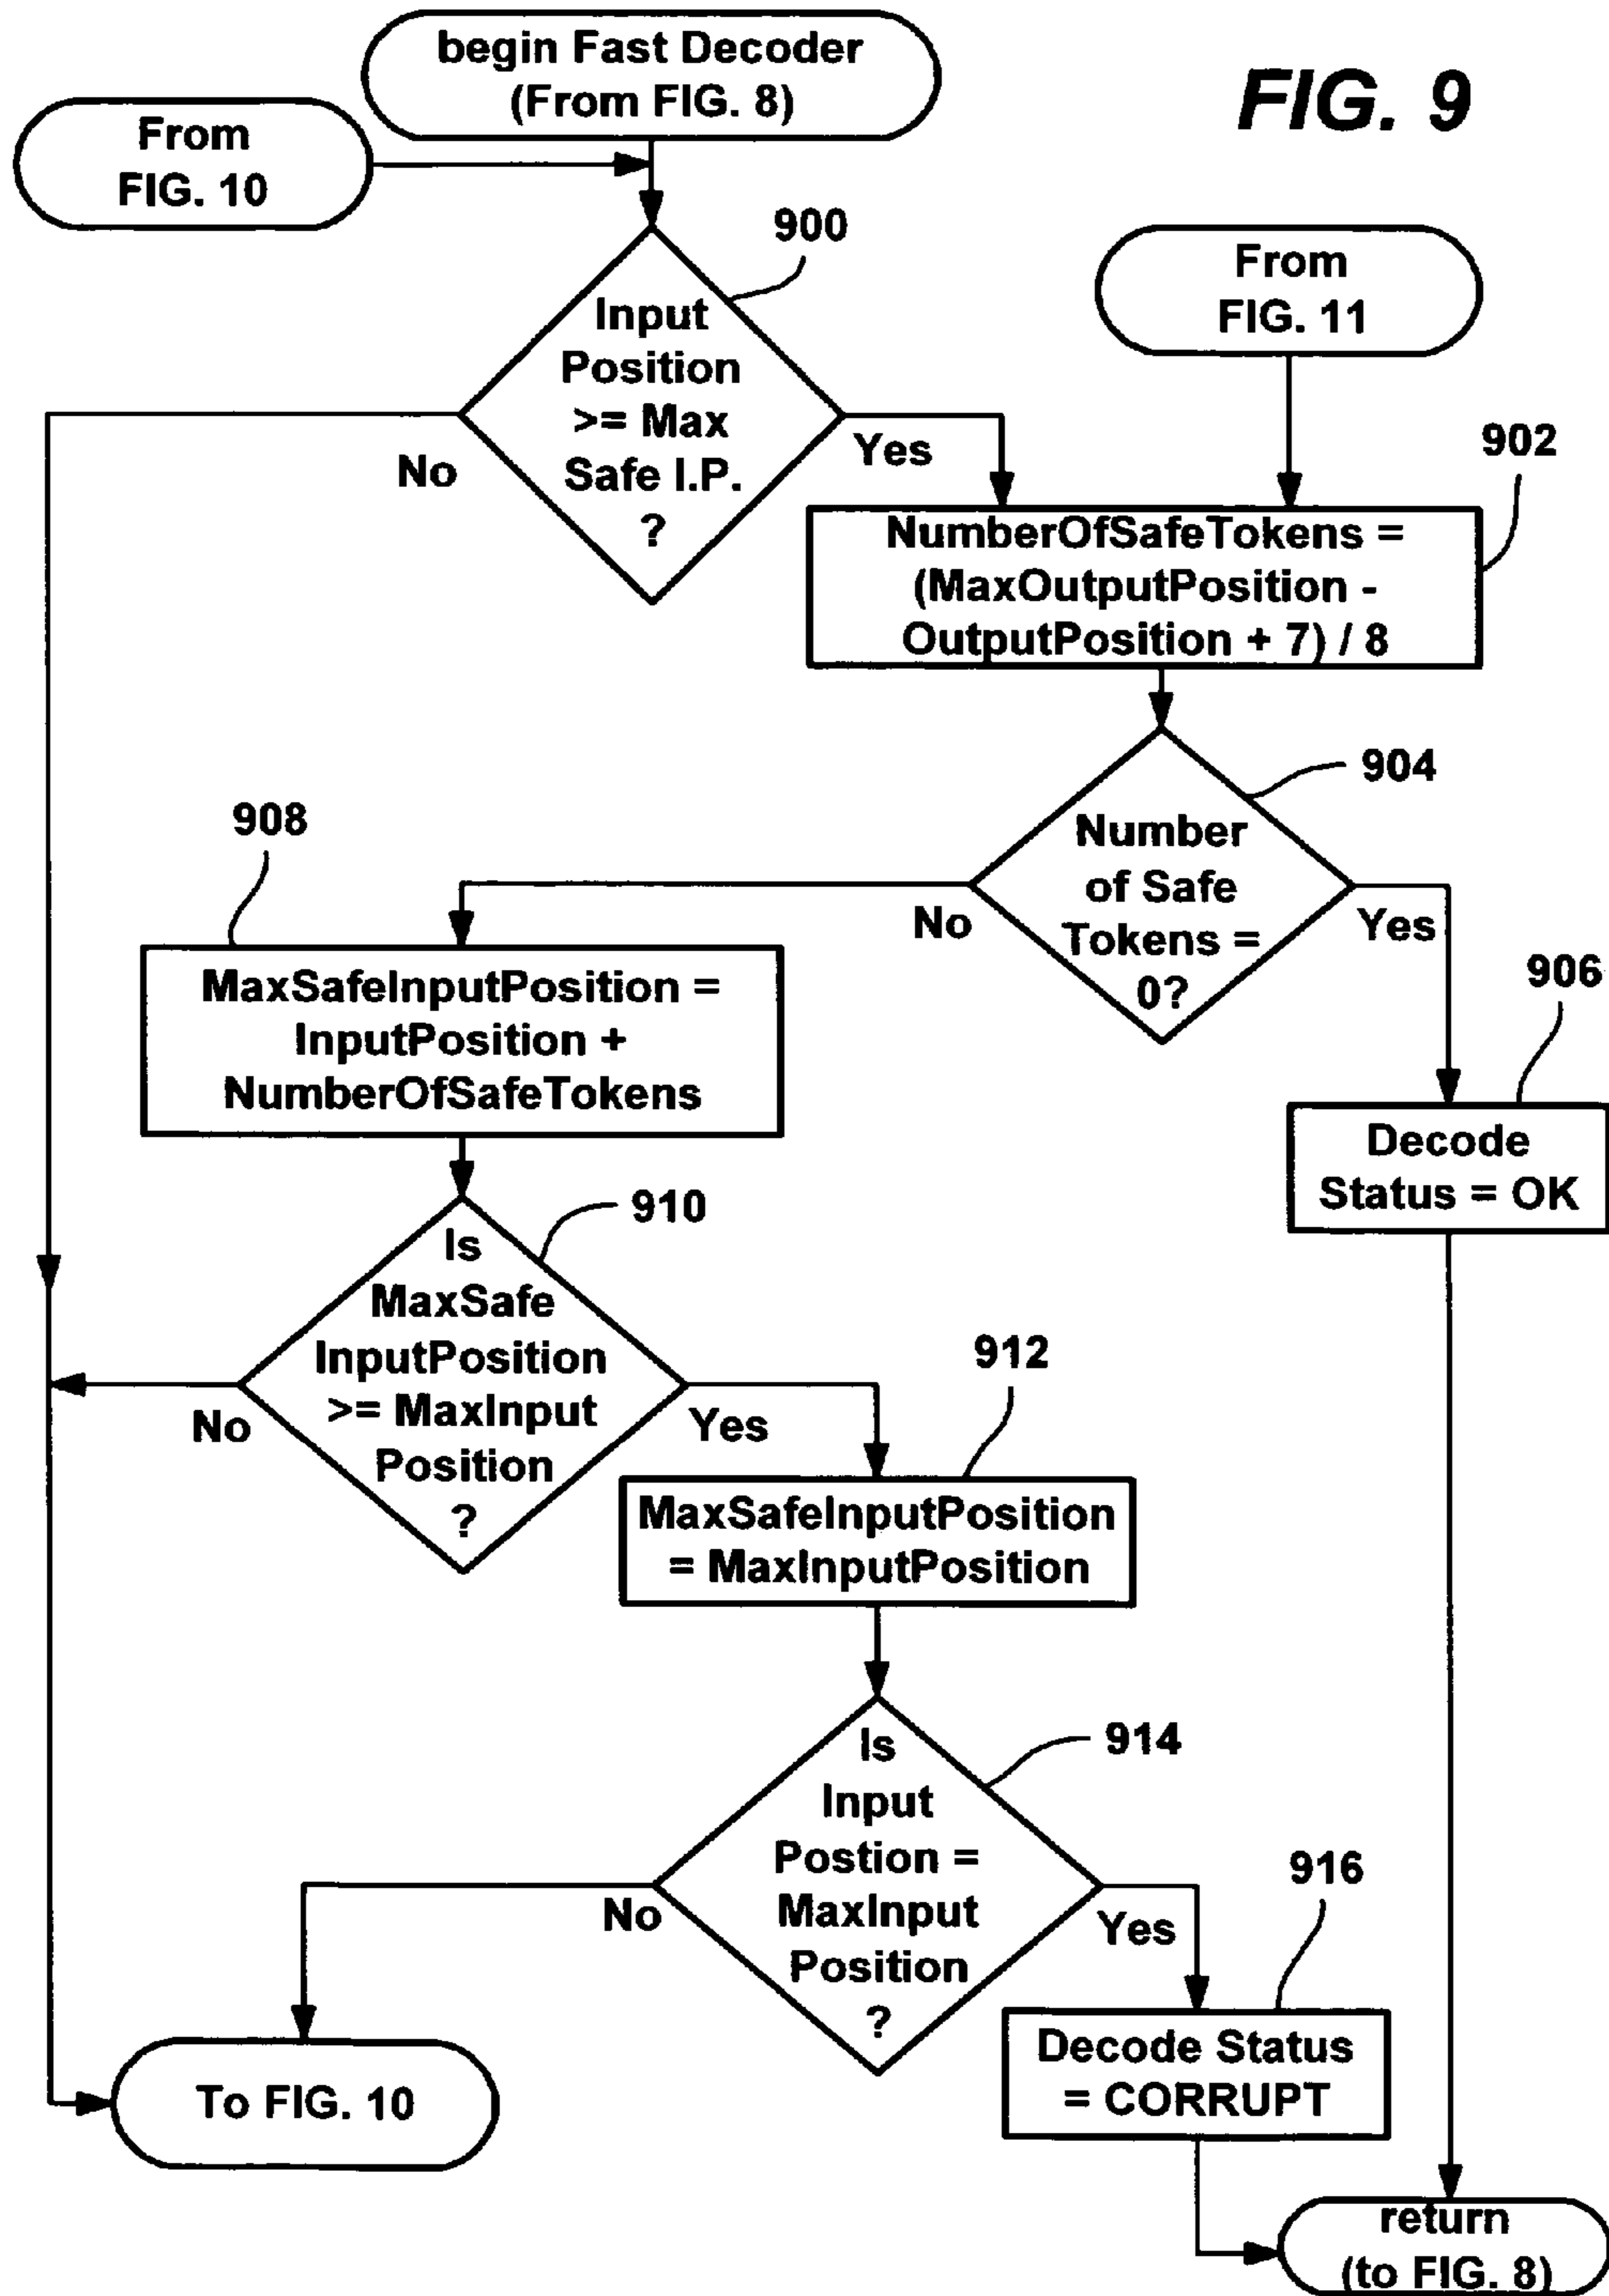 begin Fast Decoder
(From FIG. 8)
FIG. 9
From
FIG. 10
900
From
FIG. 11
Input
Position
>= Max
Safe I.P.
?
No
Yes
902
NumberOfSafeTokens =
(MaxOutputPosition -
OutputPosition + 7) / 8
904
Number
of Safe
Tokens =
0?
No
Yes
908
MaxSafeInputPosition =
InputPosition +
NumberOfSafeTokens
906
Decode
Status = OK
910
Is
MaxSafe
InputPosition
>= MaxInput
Position
?
No
Yes
912
MaxSafeInputPosition
= MaxInputPosition
914
Is
Input
Postion =
MaxInput
Position
?
No
Yes
916
Decode Status
= CORRUPT
To FIG. 10
return
(to FIG. 8)